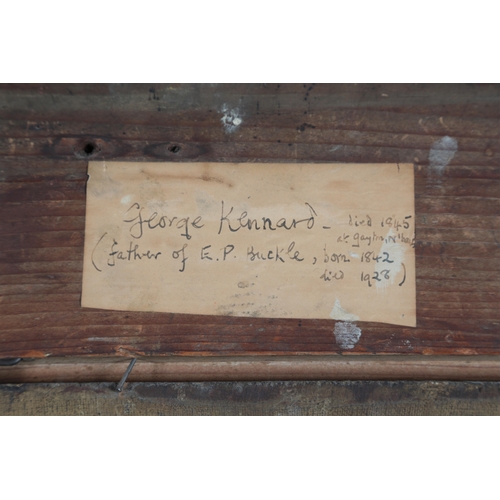 George Kennard - died 1945
at
(father of E.P. Buckle, born 1842
died 1928)